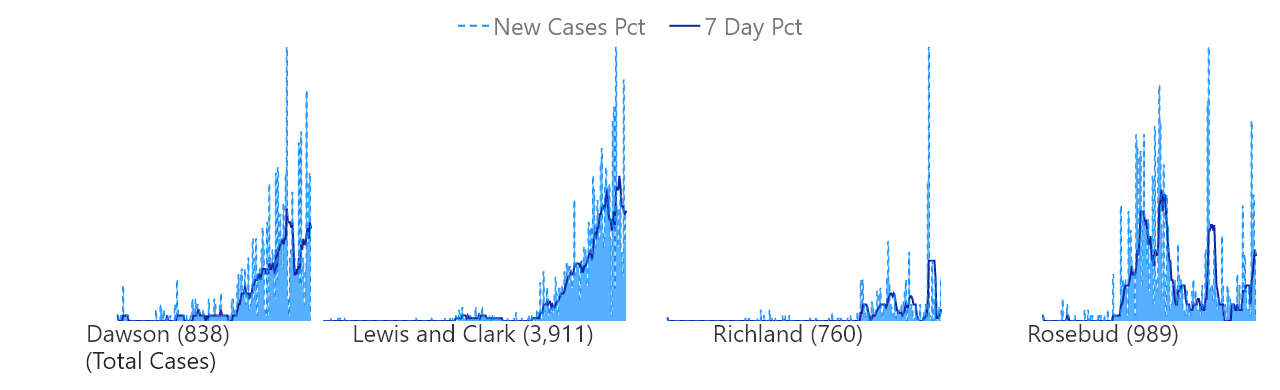 New Cases Pct 7 Day Pct
Dawson (838) Lewis and Clark (3,911) Richland (760) Rosebud (989)
(Total Cases)